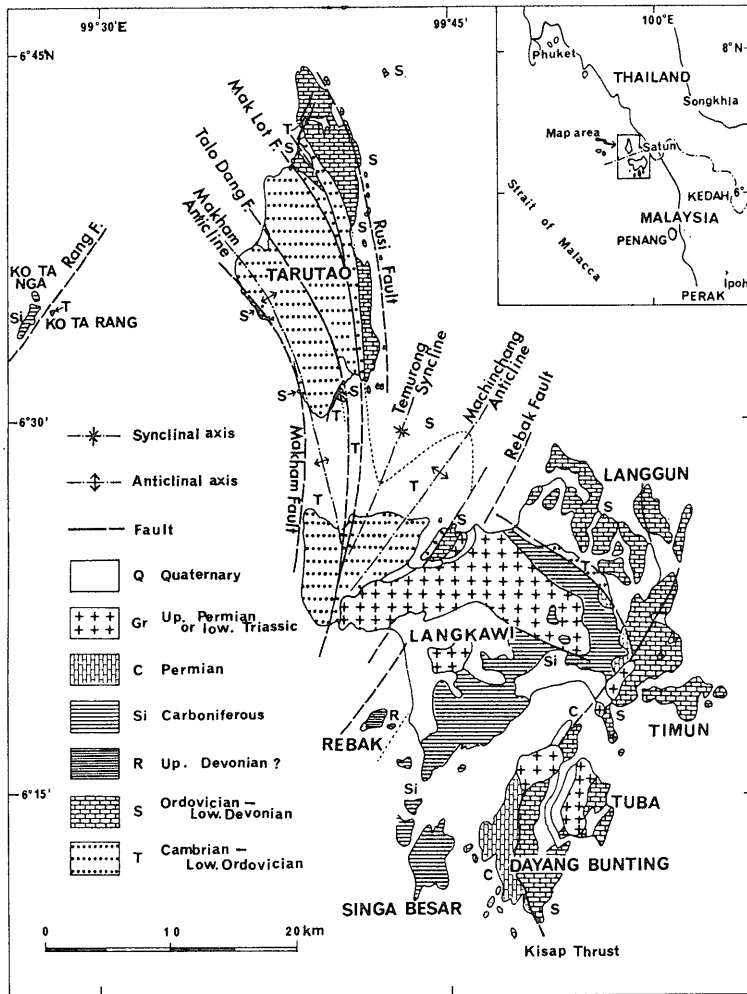 99°30'E
99°45
6°45N
6°30
6°15
Phuket
100°E
8°N
THAILAND
Songkhla
Map area
Satun
KEDAH
6°
MALAYSIA
PENANG
Ipoh
PERAK
Strait of Malacca
S
Mak Lot F.
Talo Dang F.
Makham
Anticline
T
S
S
S
Rusi - Fault
TARUTAO
Rang F.
KO TA
NGA
T
Si
KO TA RANG
S
S
S
T
Temurong
Syncline
S
Machinchang
Anticline
Rebak Fault
T
T
T
Makham Fault
LANGGUN
S
S
T
LANGKAWI
Si
R
REBAK
C
S
TIMUN
Si
TUBA
DAYANG BUNTING
C
SINGA BESAR
S
Kisap Thrust
Synclinal axis
Anticlinal axis
Fault
Q Quaternary
Gr Up. Permian
or low. Triassic
C Permian
Si Carboniferous
R Up. Devonian ?
S Ordovician –
Low. Devonian
T Cambrian –
Low. Ordovician
0 10 20 km